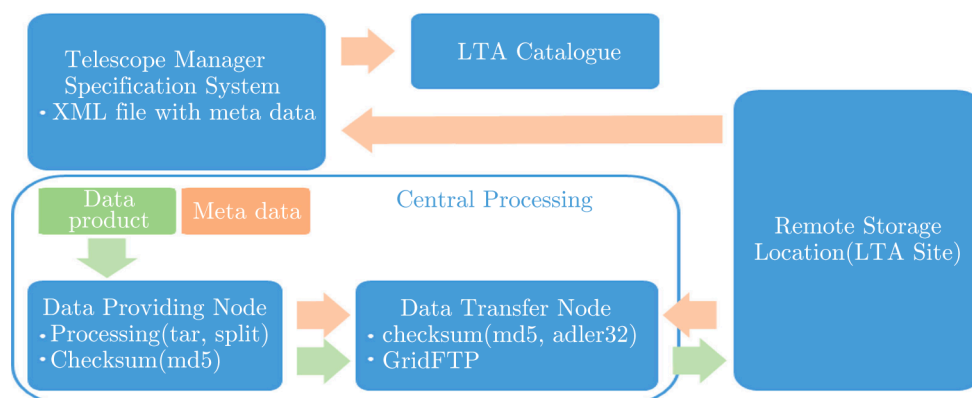 Telescope Manager
Specification System
• XML file with meta data
LTA Catalogue
Data
product
Meta data
Central Processing
Remote Storage
Location(LTA Site)
Data Providing Node
• Processing(tar, split)
• Checksum(md5)
Data Transfer Node
• checksum(md5, adler32)
• GridFTP